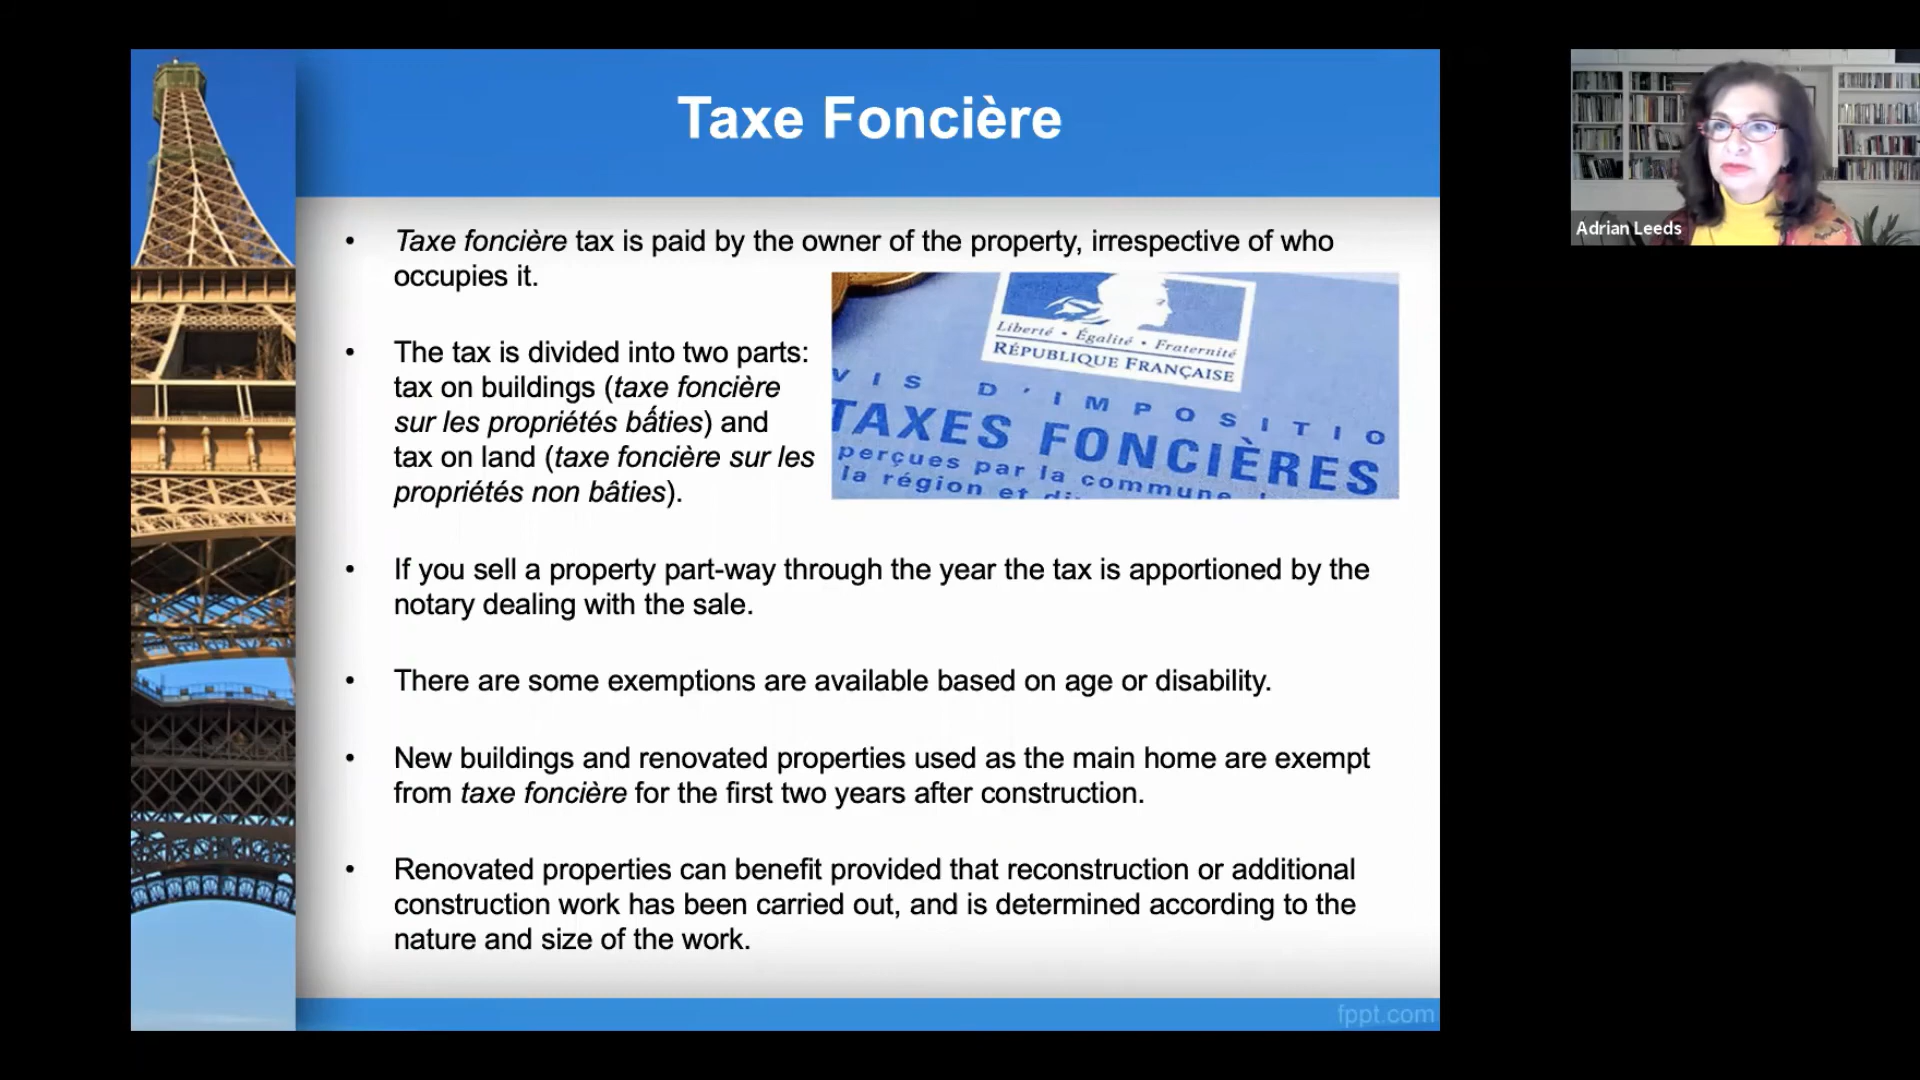 Taxe Foncière
• Taxe foncière tax is paid by the owner of the property, irrespective of who
occupies it.
• The tax is divided into two parts:
tax on buildings (taxe foncière
sur les propriétés bâties) and
tax on land (taxe foncière sur les
propriétés non bâties).
Liberté • Égalité • Fraternité
RÉPUBLIQUE FRANÇAISE
VIS D'IMPOSITIO
TAXES FONCIÈRES
perçues par la commune
la région et di
• If you sell a property part-way through the year the tax is apportioned by the
notary dealing with the sale.
• There are some exemptions are available based on age or disability.
• New buildings and renovated properties used as the main home are exempt
from taxe foncière for the first two years after construction.
• Renovated properties can benefit provided that reconstruction or additional
construction work has been carried out, and is determined according to the
nature and size of the work.
fppt.com
Adrian Leeds